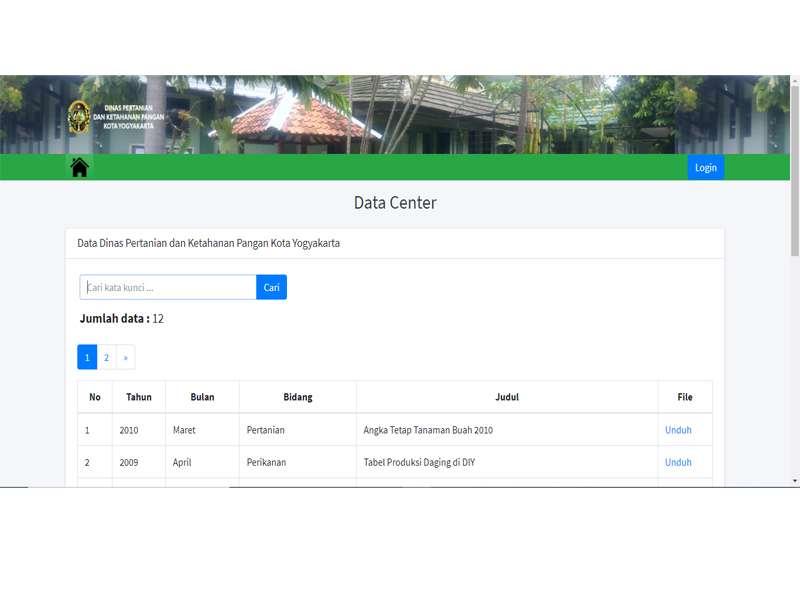 DINAS PERTANIAN
DAN KETAHANAN PANGAN
KOTA YOGYAKARTA
Login
Data Center
Data Dinas Pertanian dan Ketahanan Pangan Kota Yogyakarta
Cari kata kunci ...
Cari
Jumlah data : 12
1 2 »
No Tahun Bulan Bidang Judul File
1 2010 Maret Pertanian Angka Tetap Tanaman Buah 2010 Unduh
2 2009 April Perikanan Tabel Produksi Daging di DIY Unduh